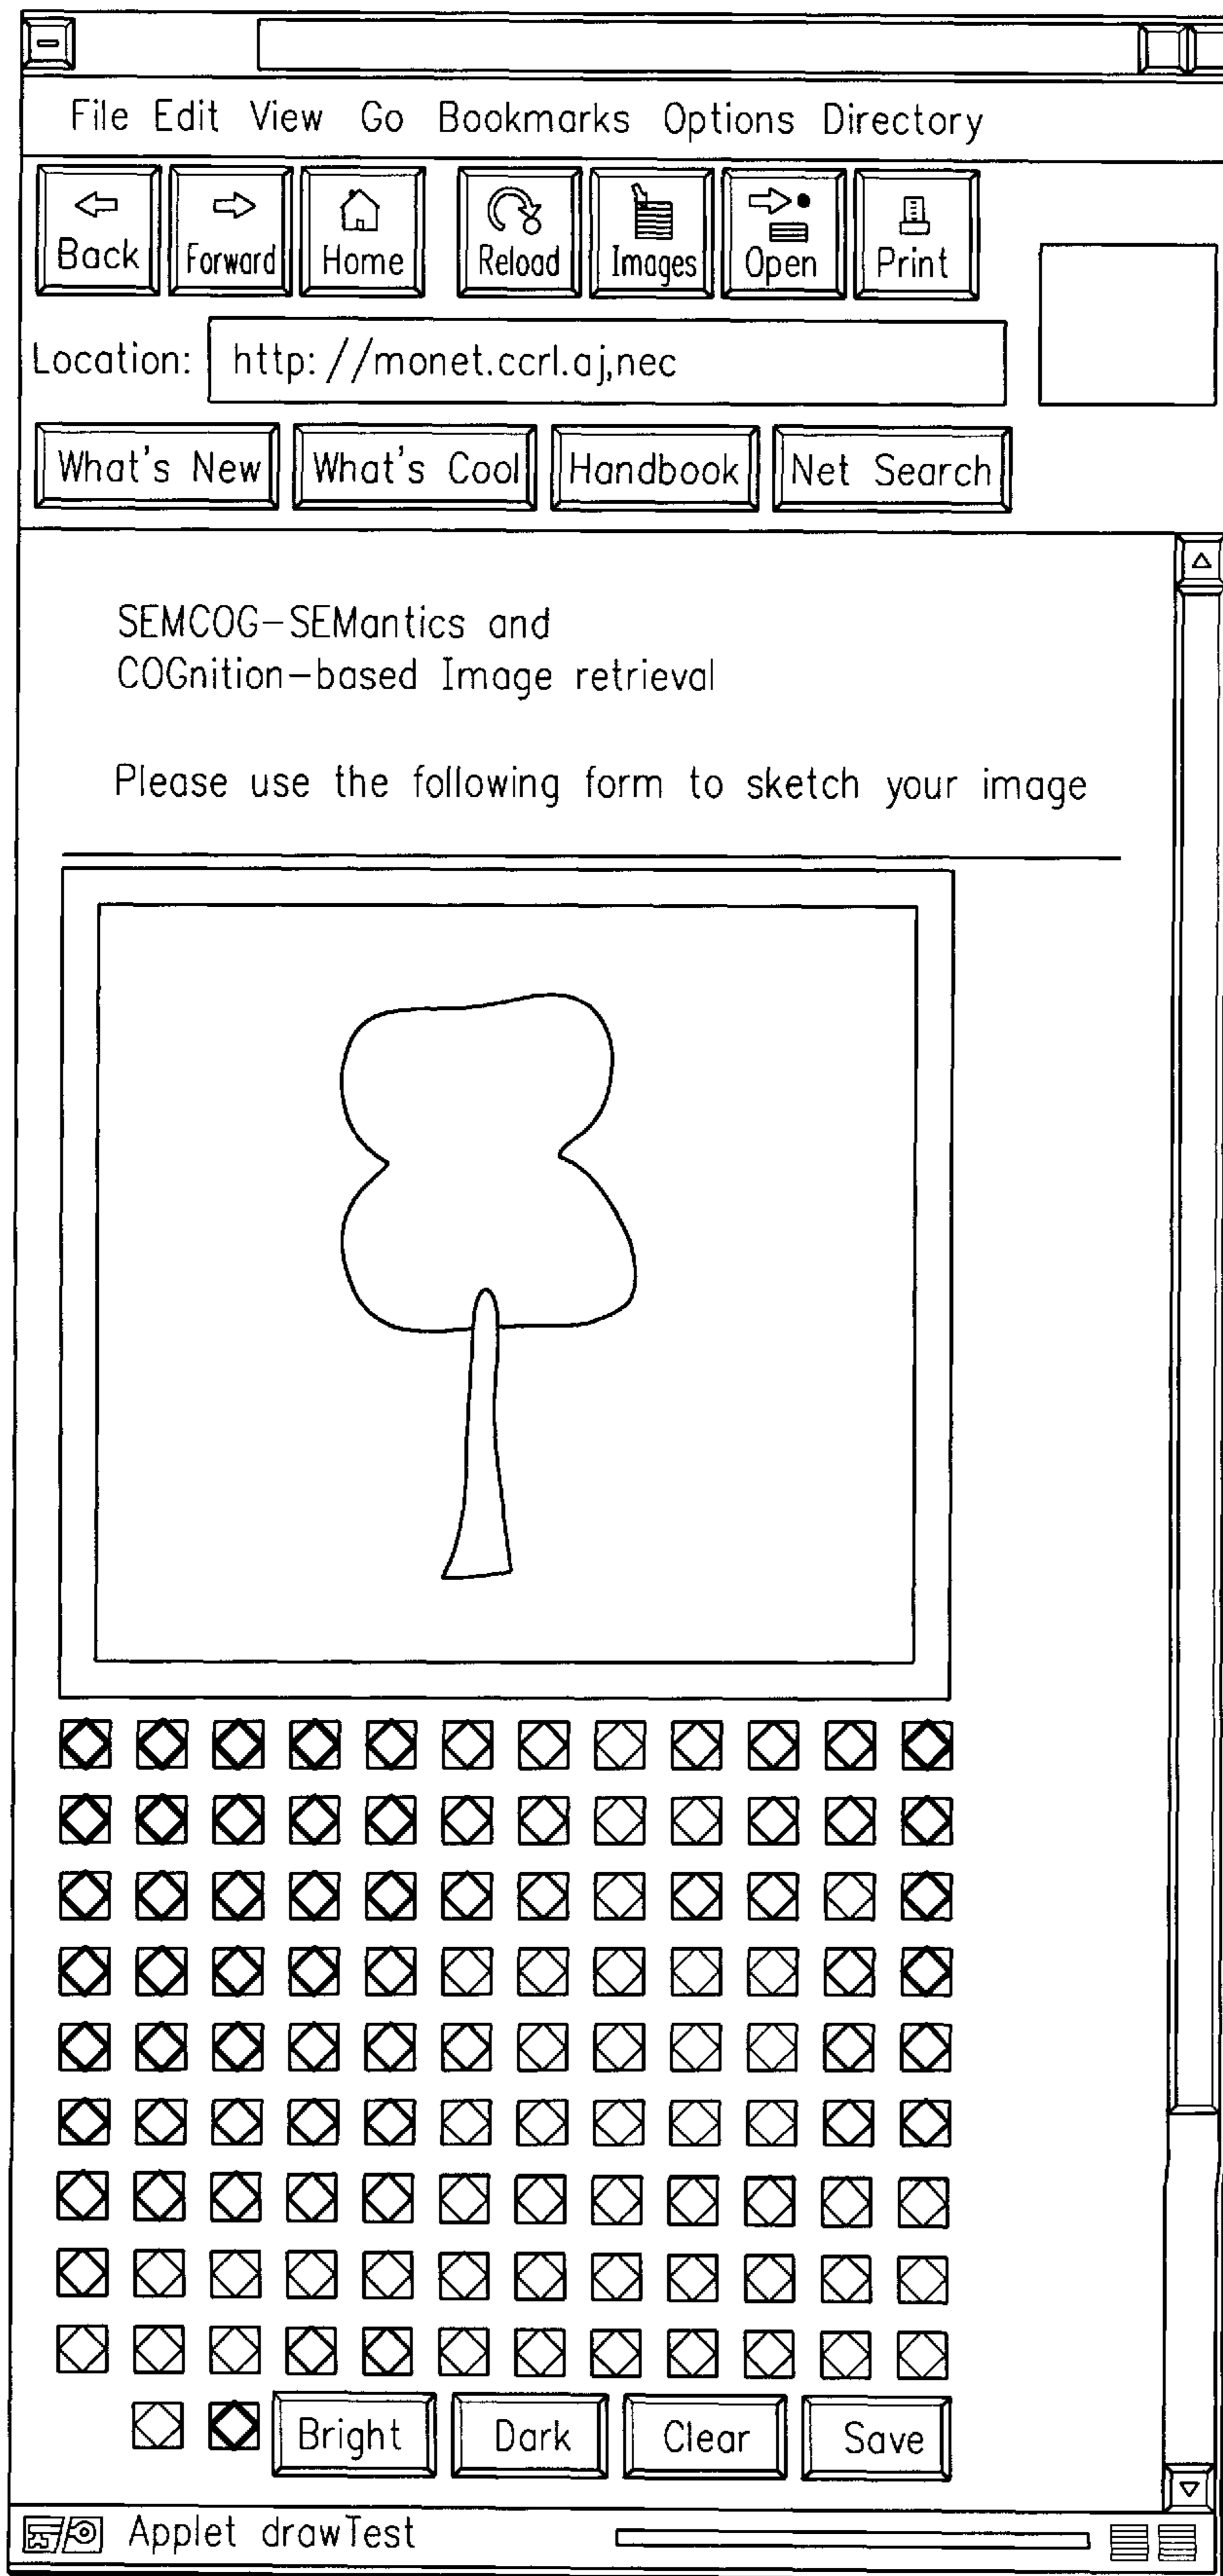 File Edit View Go Bookmarks Options Directory
Back Forward Home Reload Images Open Print
Location: http://monet.ccrl.aj,nec
What's New What's Cool Handbook Net Search
SEMCOG-SEMantics and
COGnition-based Image retrieval
Please use the following form to sketch your image
Bright Dark Clear Save
Applet drawTest